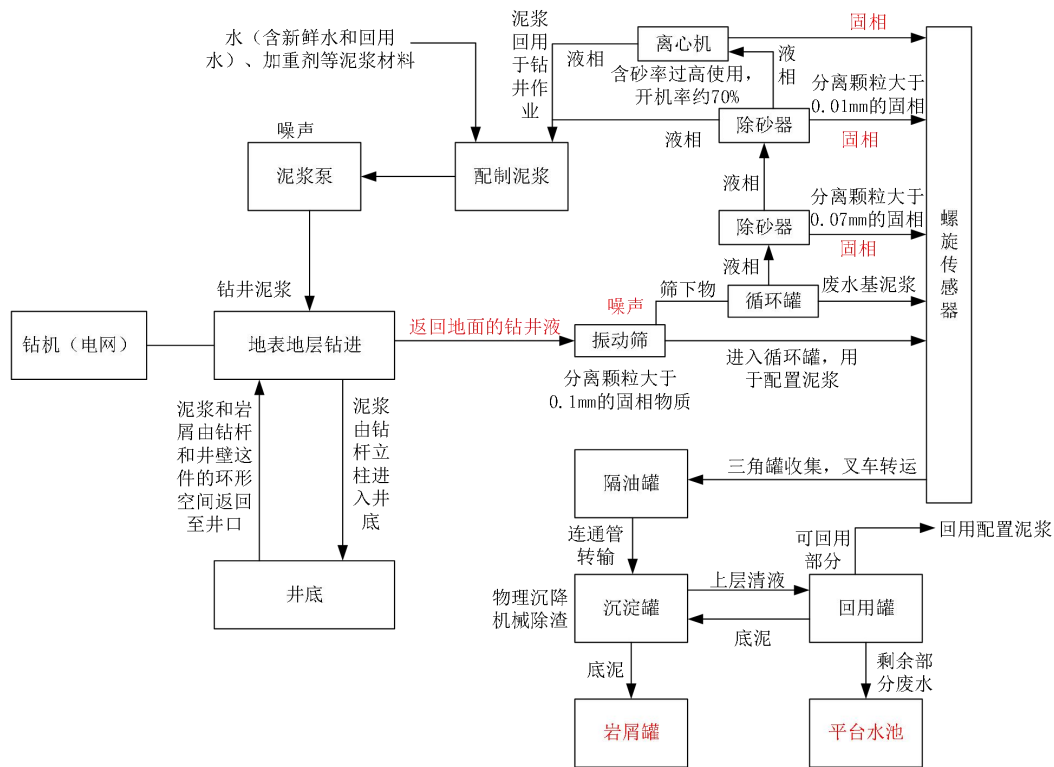 水（含新鲜水和回用
水）、加重剂等泥浆材料
泥浆
回用
于钻
井作
业
液相
离心机
固相
含砂率过高使用，
开机率约70%
液
相
分离颗粒大于
0.01mm的固相
除砂器
液相
固相
噪声
泥浆泵
配制泥浆
液相
分离颗粒大于
0.07mm的固相
除砂器
固相
液相
螺
旋
传
感
器
钻井泥浆
筛下物
循环罐
废水基泥浆
噪声
钻机（电网）
地表地层钻进
返回地面的钻井液
振动筛
进入循环罐，用
于配置泥浆
分离颗粒大于
0.1mm的固相物质
泥浆和岩
屑由钻杆
和井壁这
件的环形
空间返回
至井口
泥浆
由钻
杆立
柱进
入井
底
井底
隔油罐
三角罐收集，叉车转运
连通管
转输
可回用
部分
回用配置泥浆
物理沉降
机械除渣
沉淀罐
上层清液
底泥
回用罐
底泥
剩余部
分废水
岩屑罐
平台水池